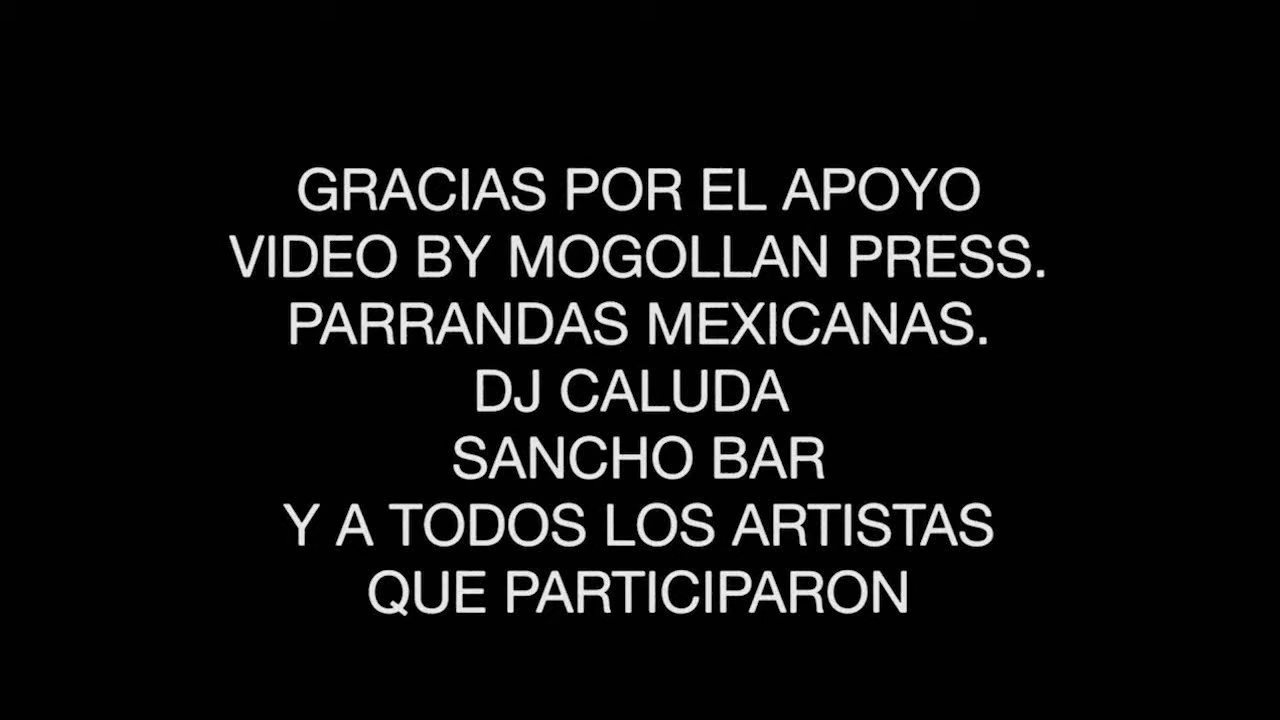 GRACIAS POR EL APOYO
VIDEO BY MOGOLLAN PRESS.
PARRANDAS MEXICANAS.
DJ CALUDA
SANCHO BAR
Y A TODOS LOS ARTISTAS
QUE PARTICIPARON